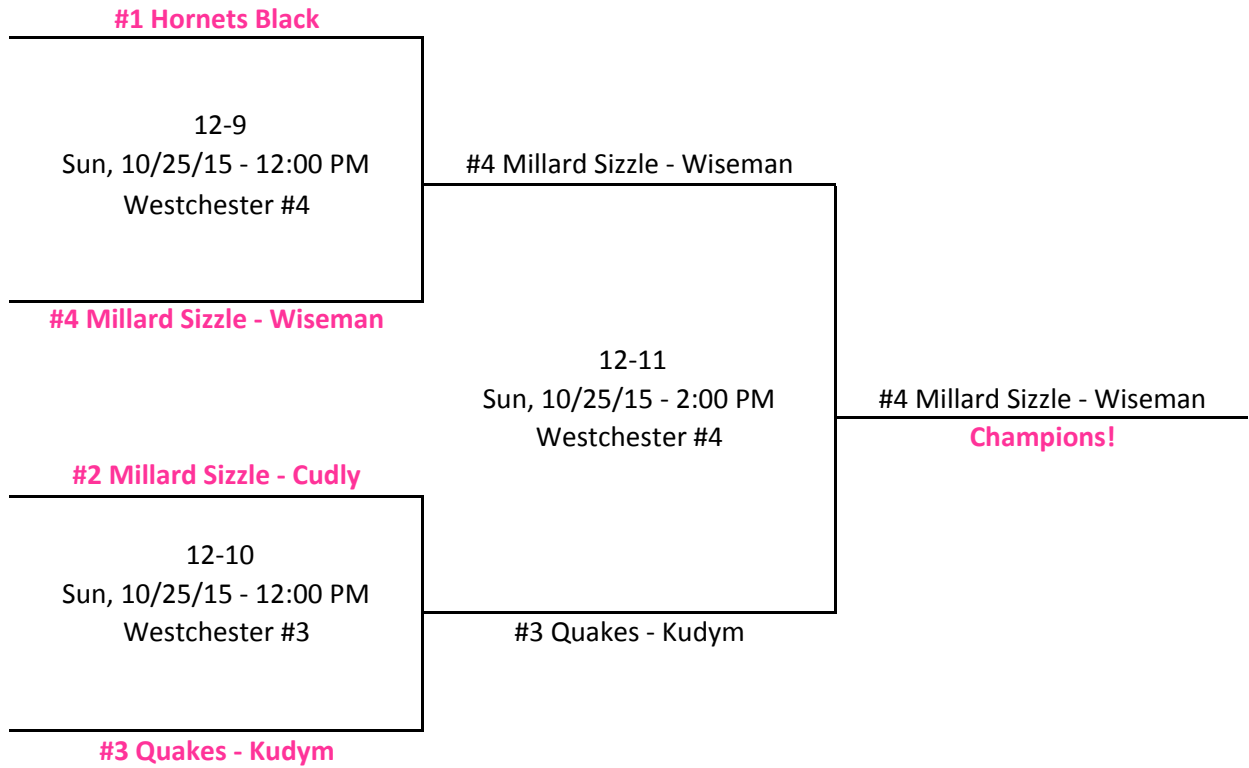 #1 Hornets Black
12-9
Sun, 10/25/15 - 12:00 PM
Westchester #4
#4 Millard Sizzle - Wiseman
#4 Millard Sizzle - Wiseman
12-11
Sun, 10/25/15 - 2:00 PM
Westchester #4
#4 Millard Sizzle - Wiseman
Champions!
#2 Millard Sizzle - Cudly
12-10
Sun, 10/25/15 - 12:00 PM
Westchester #3
#3 Quakes - Kudym
#3 Quakes - Kudym